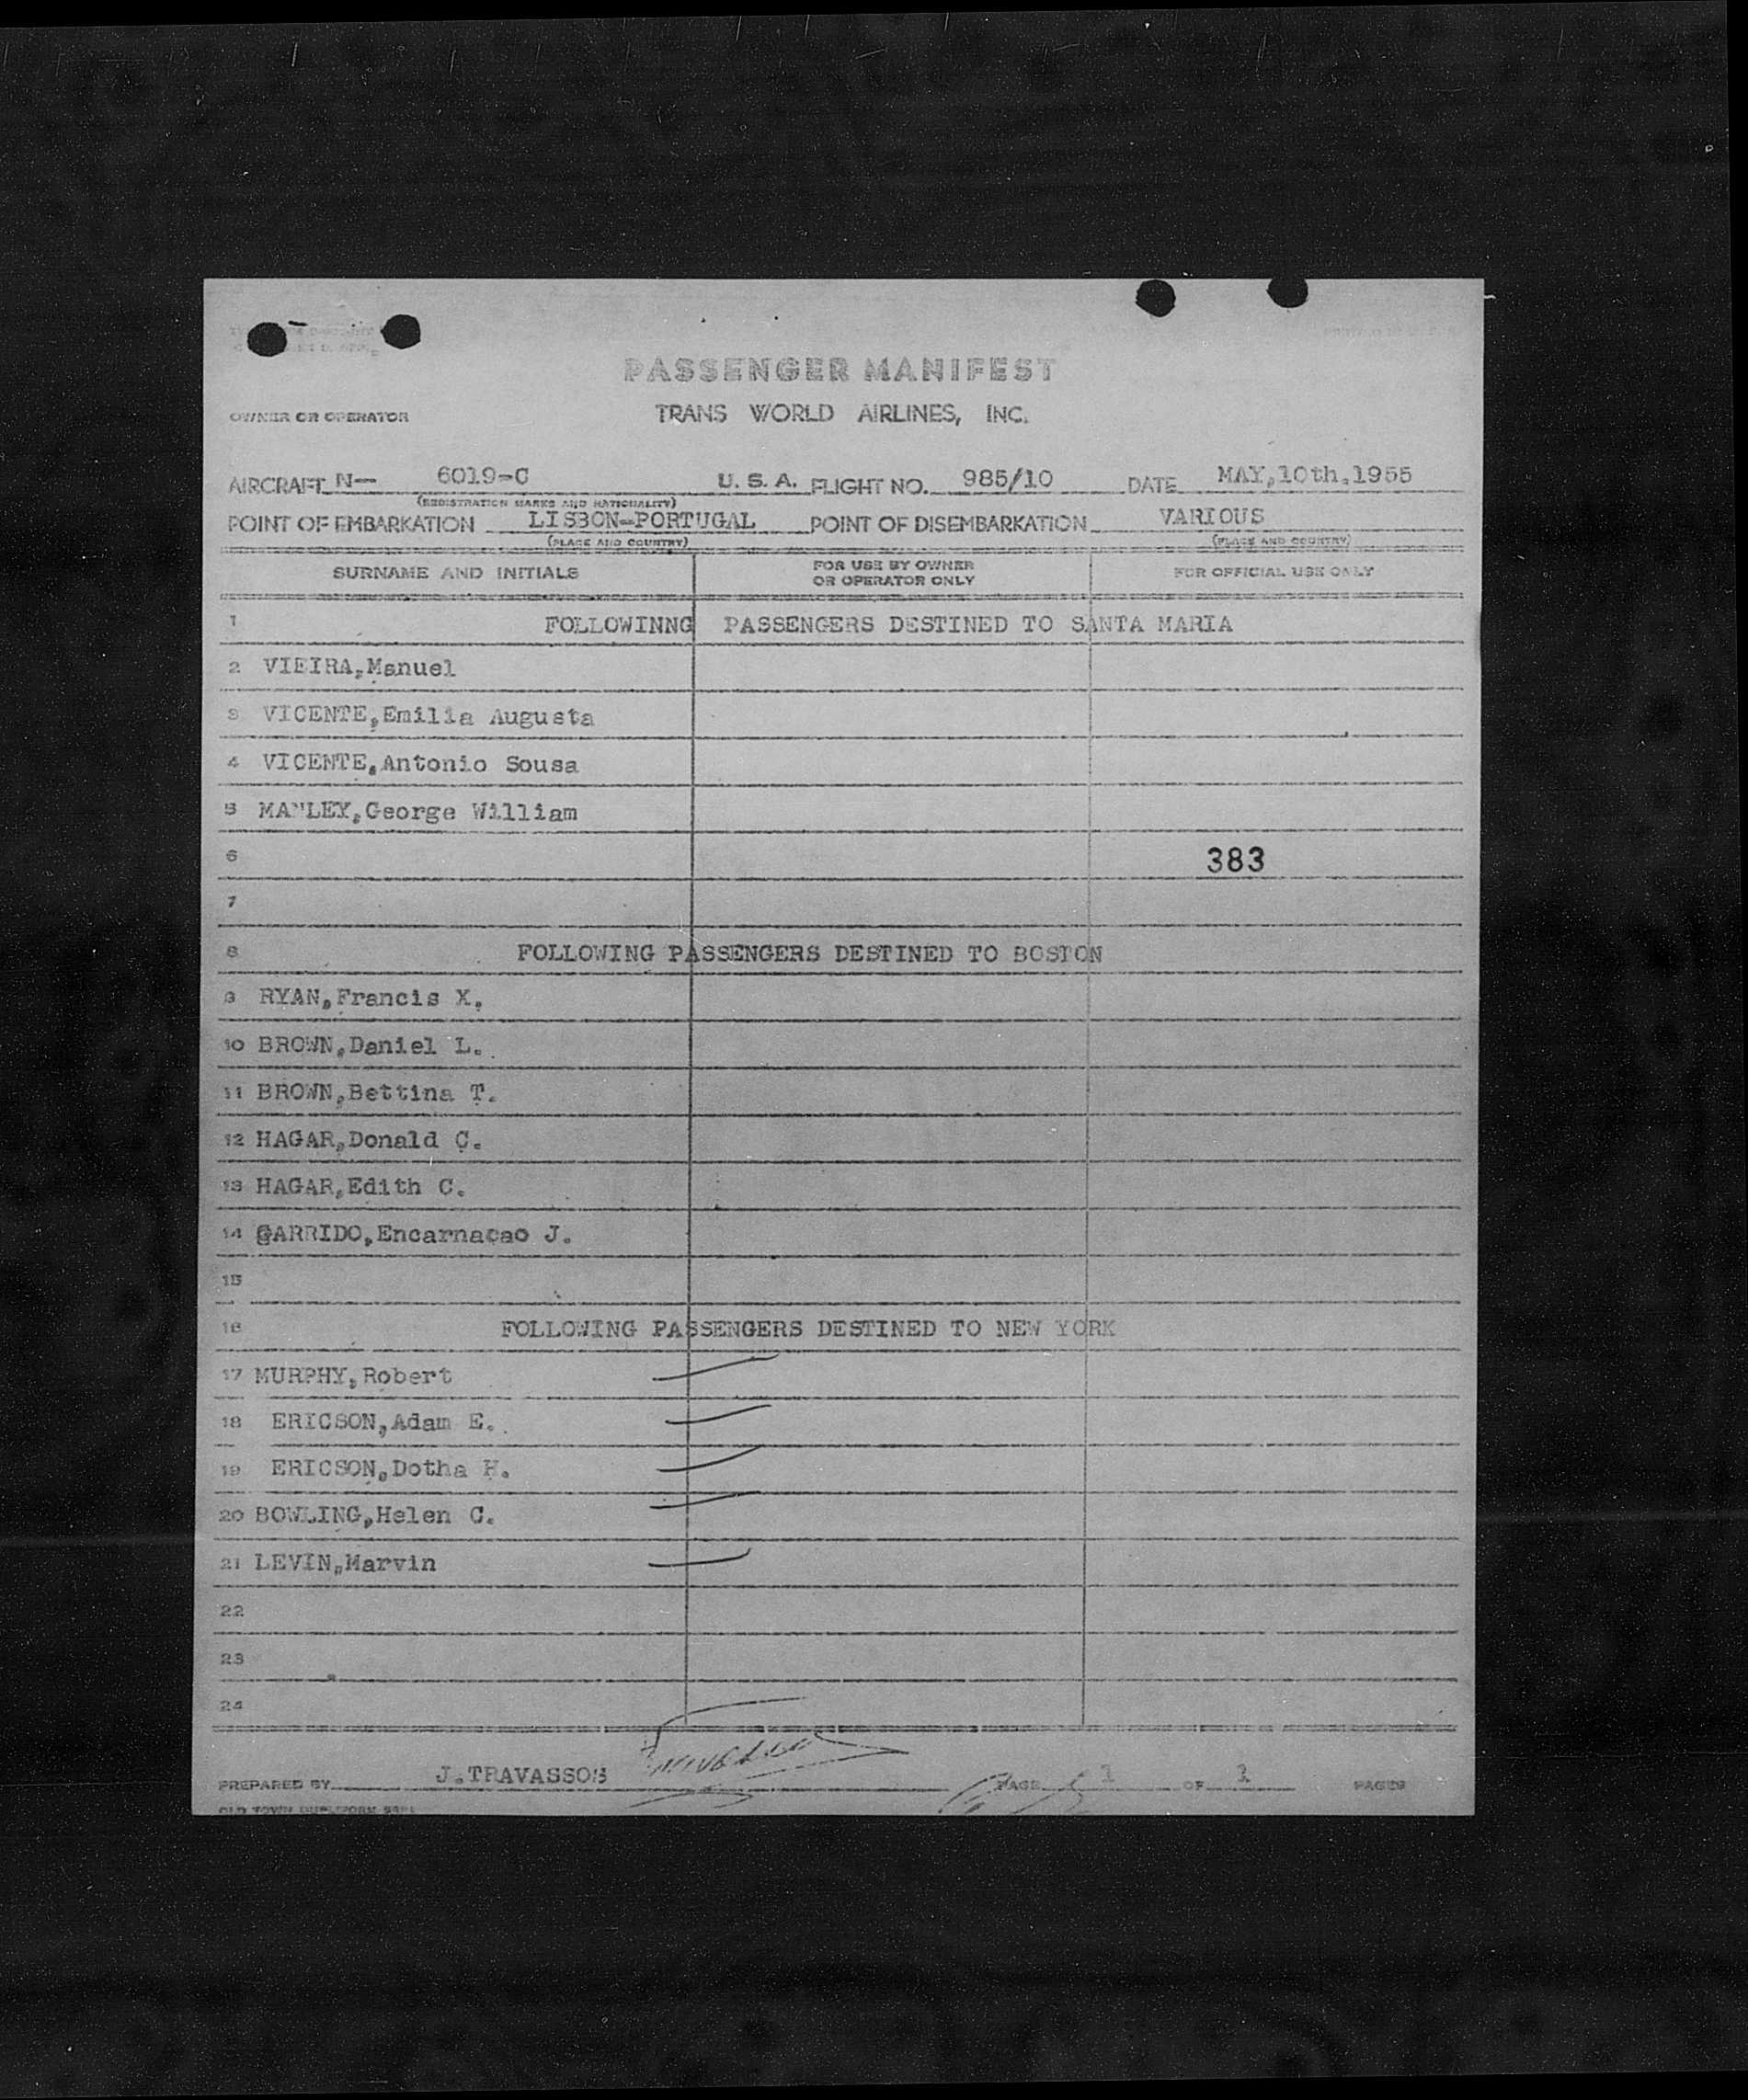 PASSENGER MANIFEST
OWNER OR OPERATOR TRANS WORLD AIRLINES, INC.
AIRCRAFT N- 6019-C U. S. A. FLIGHT NO. 985/10 DATE MAY,10th.1955
(REGISTRATION MARKS AND NATIONALITY)
POINT OF EMBARKATION LISBON-PORTUGAL POINT OF DISEMBARKATION VARIOUS
(PLACE AND COUNTRY) (PLACE AND COUNTRY)
SURNAME AND INITIALS FOR USE BY OWNER OR OPERATOR ONLY FOR OFFICIAL USE ONLY
1 FOLLOWINNG PASSENGERS DESTINED TO SANTA MARIA
2 VIEIRA,Manuel
3 VICENTE,Emilia Augusta
4 VICENTE,Antonio Sousa
5 George William
6 383
7
8 FOLLOWING PASSENGERS DESTINED TO BOSTON
9 RYAN,Francis X.
10 BROWN,Daniel L.
11 BROWN,Bettina T.
12 HAGAR,Donald C.
13 HAGAR,Edith C.
14 GARRIDO,Encarnaçao J.
15
16 FOLLOWING PASSENGERS DESTINED TO NEW YORK
17 MURPHY,Robert
18 ERICSON,Adam E.
19 ERICSON,Dotha H.
20 BOWLING,Helen C.
21 LEVIN,Marvin
22
23
24
PREPARED BY J.TRAVASSOS PAGE 1 OF 1 PAGES
OLD TOWN